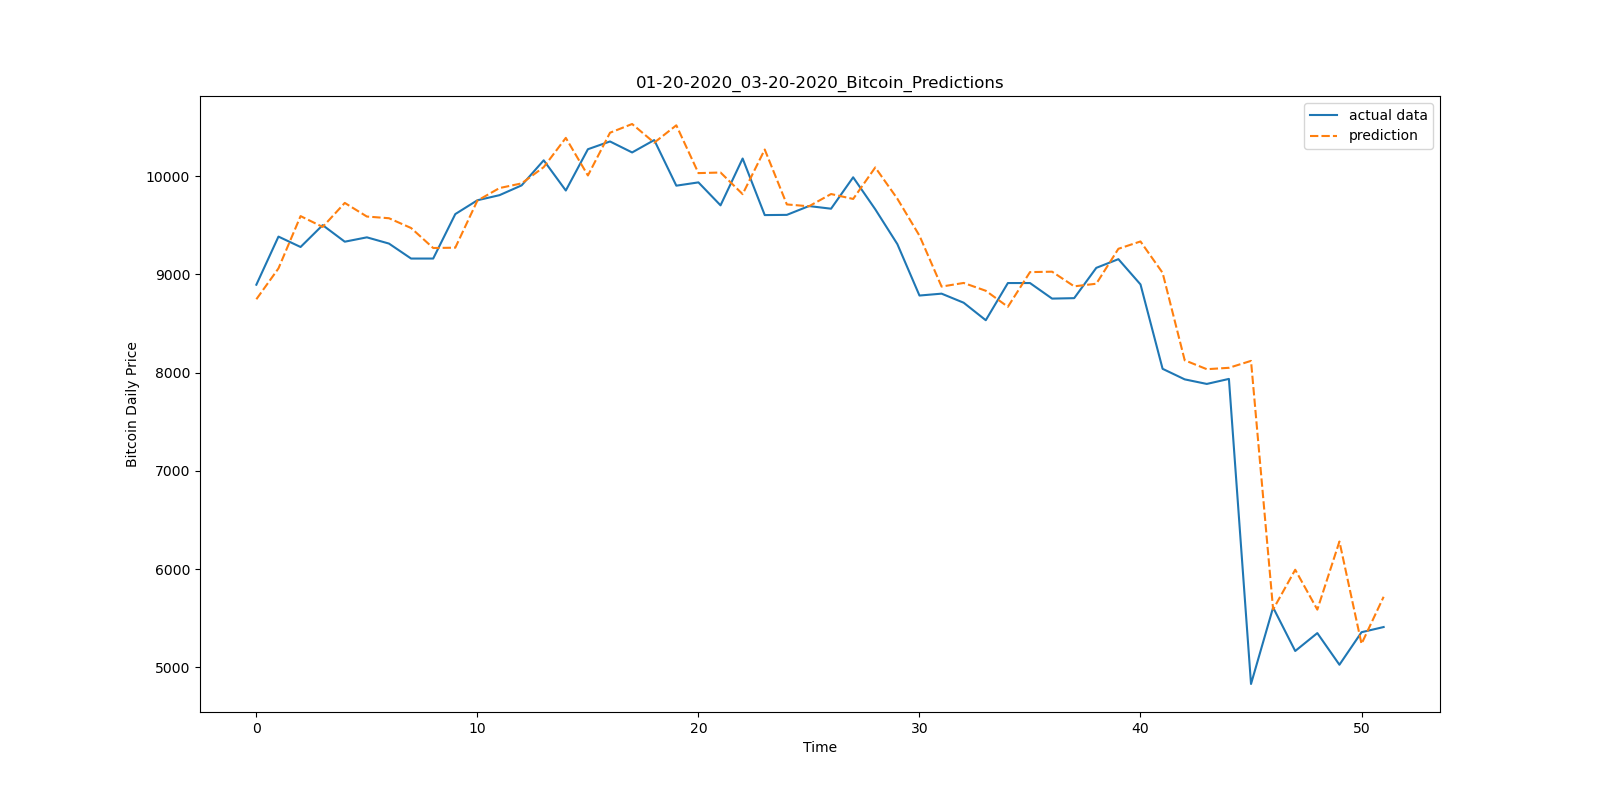 01-20-2020_03-20-2020_Bitcoin_Predictions
actual data
prediction
10000
9000
8000
7000
6000
5000
Bitcoin Daily Price
0 10 20 30 40 50
Time